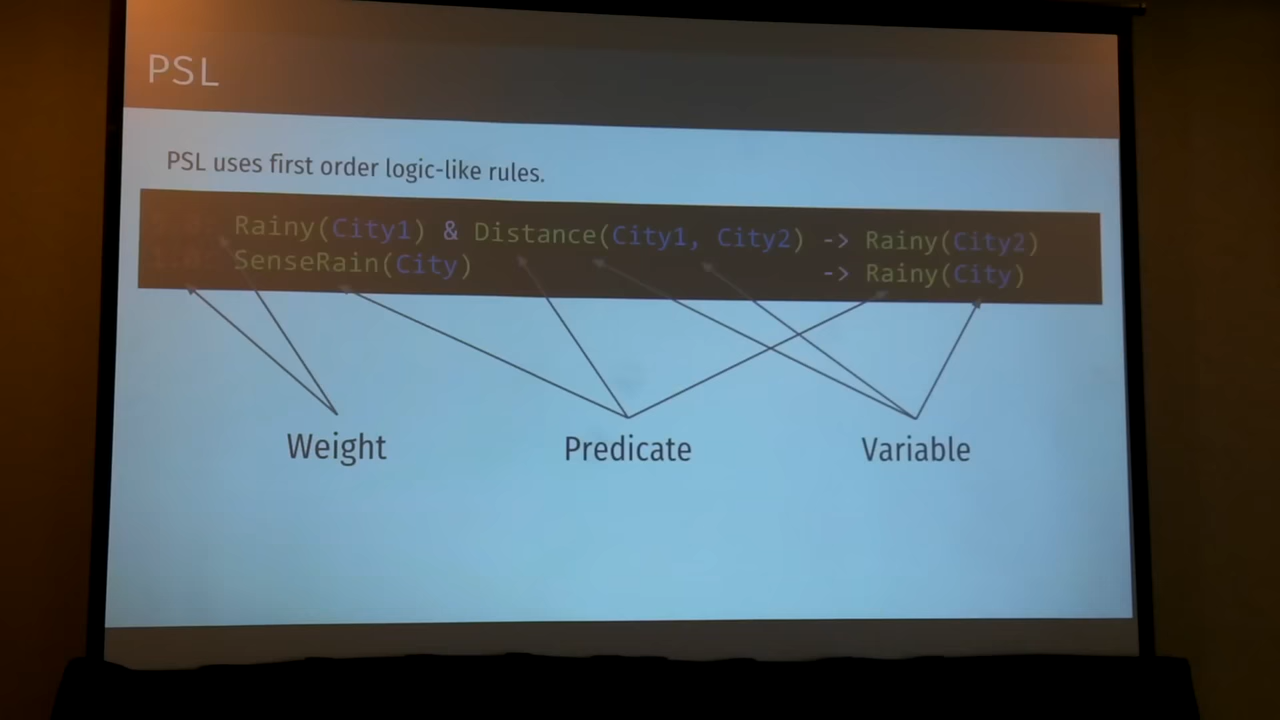 PSL
PSL uses first order logic-like rules.
Rainy(City1) & Distance(City1, City2) -> Rainy(City2)
SenseRain(City) -> Rainy(City)
Weight Predicate Variable